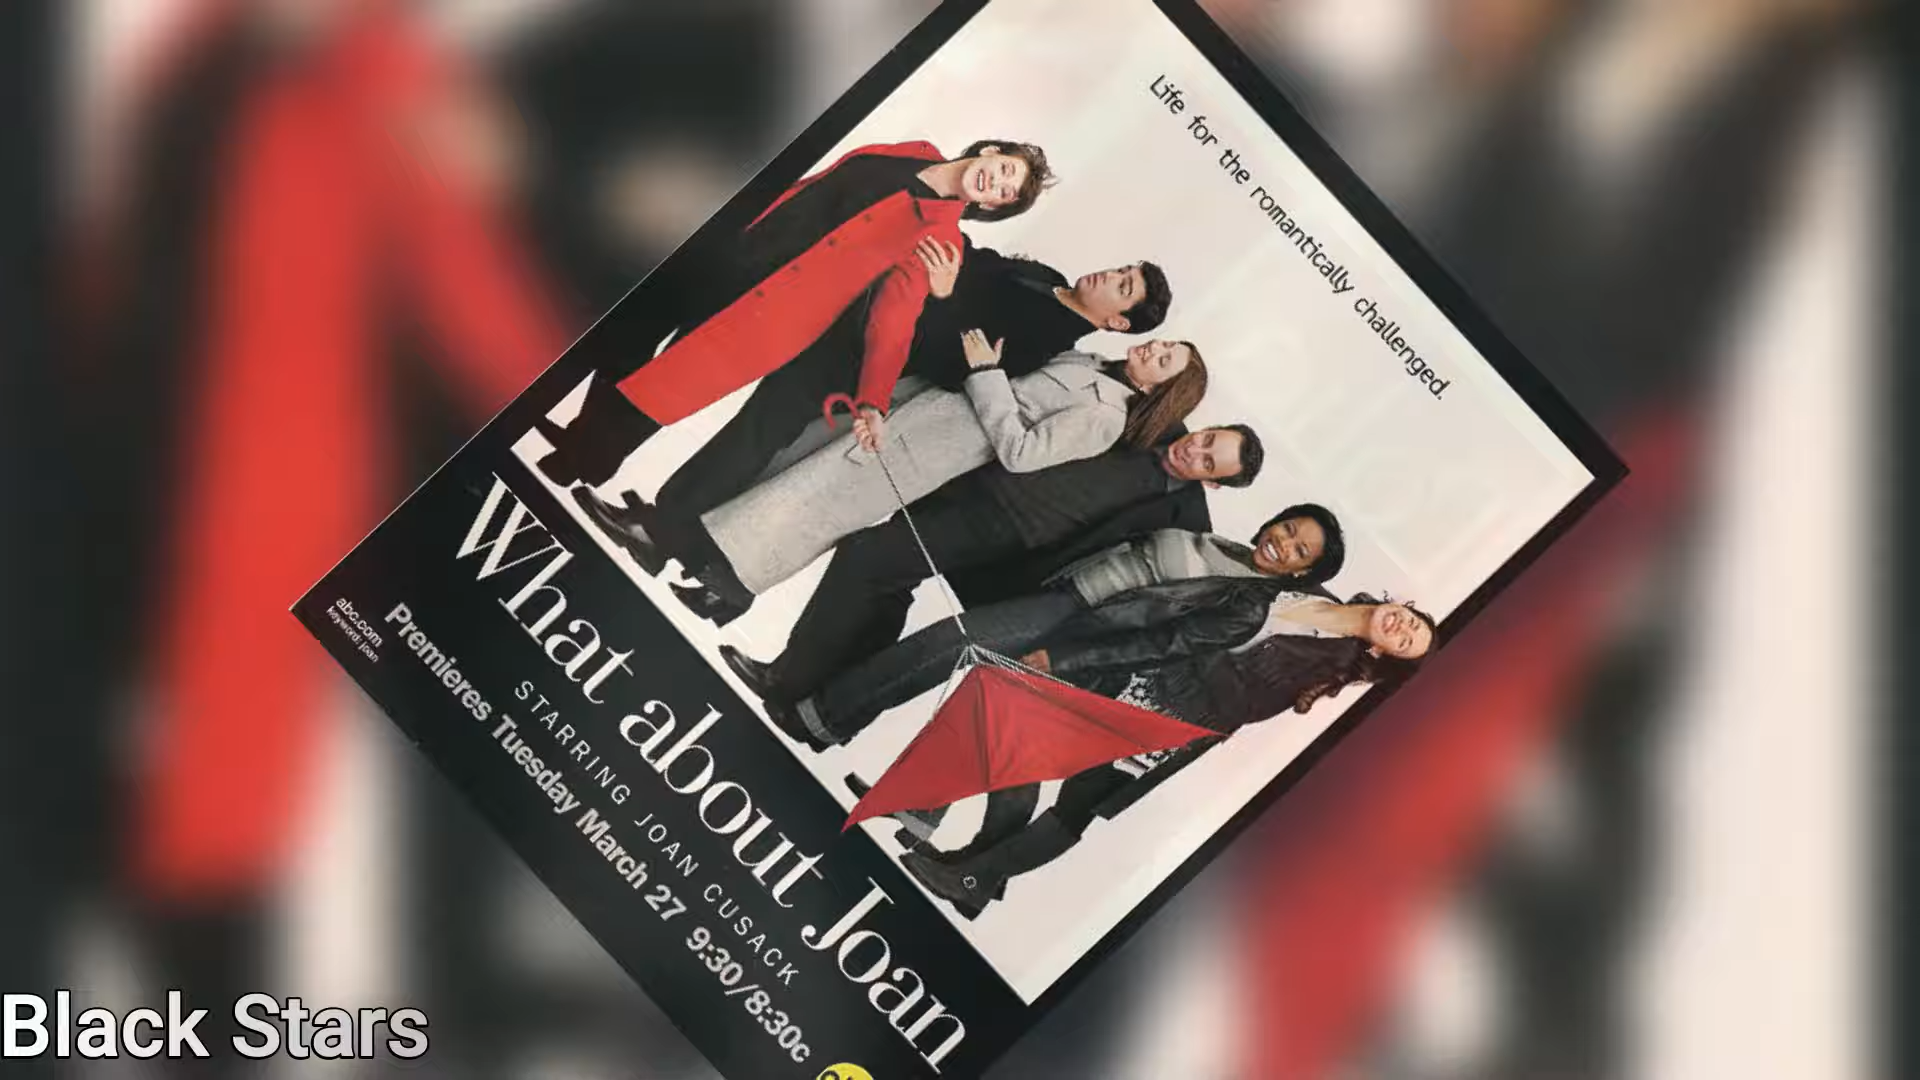 Life for the romantically challenged.
What about Joan
STARRING JOAN CUSACK
Premieres Tuesday March 27 9:30/8:30c
abc.com
keyword: joan
Black Stars